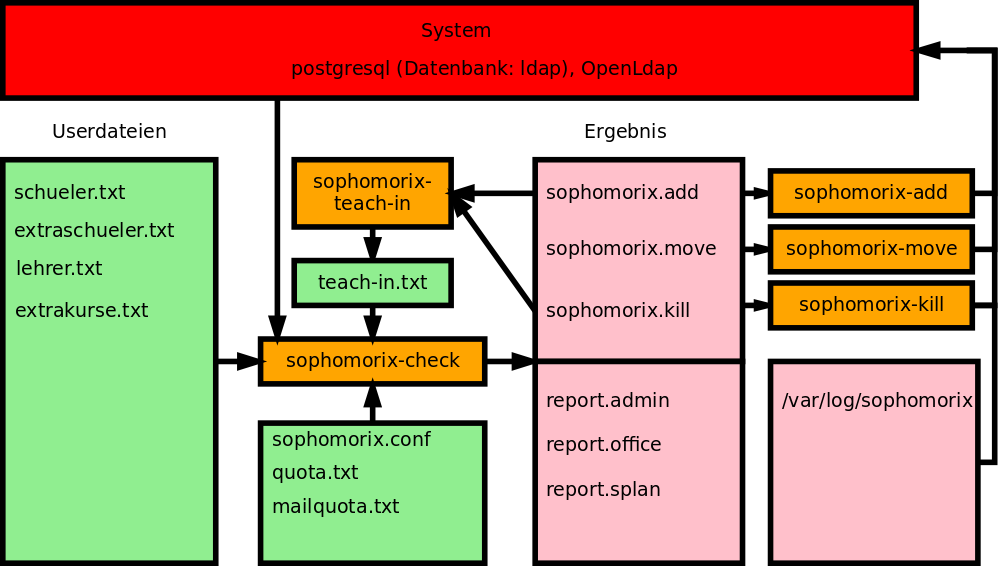 System
postgresql (Datenbank: ldap), OpenLdap
Userdateien
Ergebnis
schueler.txt
extraschueler.txt
lehrer.txt
extrakurse.txt
sophomorix-
teach-in
teach-in.txt
sophomorix-check
sophomorix.conf
quota.txt
mailquota.txt
sophomorix.add
sophomorix.move
sophomorix.kill
report.admin
report.office
report.splan
sophomorix-add
sophomorix-move
sophomorix-kill
/var/log/sophomorix